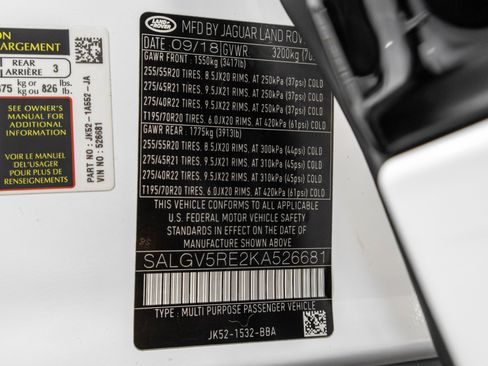 ON
ARGEMENT
REAR
ARRIÈRE 3
375 kg or kg ou 826 lb. lbs.
SEE OWNER'S
MANUAL FOR
ADDITIONAL
INFORMATION
VOIR LE MANUEL
DE L'USAGER
POUR PLUS DE
RENSEIGNEMENTS
PART NO: JK52-1A552-JA
VIN: 526681
LAND ROVER
MFD BY JAGUAR LAND ROVE
DATE 09/18 GVWR 3200kg
GAWR FRONT : 1550kg (3417lb)
255/55R20 TIRES, 8.5JX20 RIMS, AT 250kPa (37psi) COLD
275/45R21 TIRES, 9.5JX21 RIMS, AT 250kPa (37psi) COLD
275/40R22 TIRES, 9.5JX22 RIMS, AT 250kPa (37psi) COLD
T195/70R20 TIRES, 6.0JX20 RIMS, AT 420kPa (61psi) COLD
GAWR REAR: 1775kg (3913lb)
255/55R20 TIRES, 8.5JX20 RIMS, AT 300kPa (44psi) COLD
275/45R21 TIRES, 9.5JX21 RIMS, AT 310kPa (45psi) COLD
275/40R22 TIRES, 9.5JX22 RIMS, AT 310kPa (45psi) COLD
T195/70R20 TIRES, 6.0JX20 RIMS, AT 420kPa (61psi) COLD
THIS VEHICLE CONFORMS TO ALL APPLICABLE
U.S. FEDERAL MOTOR VEHICLE SAFETY
STANDARDS IN EFFECT ON THE DATE OF
MANUFACTURE SHOWN ABOVE.
SALGV5RE2KA526681
TYPE : MULTI PURPOSE PASSENGER VEHICLE
JK52-1532-BBA